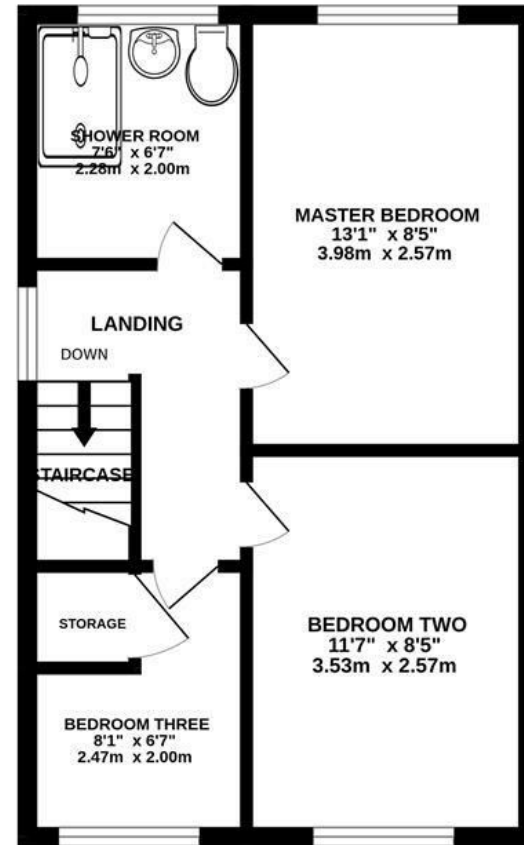 SHOWER ROOM
7'6" x 6'7"
2.28m x 2.00m
MASTER BEDROOM
13'1" x 8'5"
3.98m x 2.57m
LANDING
DOWN
STAIRCASE
STORAGE
BEDROOM TWO
11'7" x 8'5"
3.53m x 2.57m
BEDROOM THREE
8'1" x 6'7"
2.47m x 2.00m